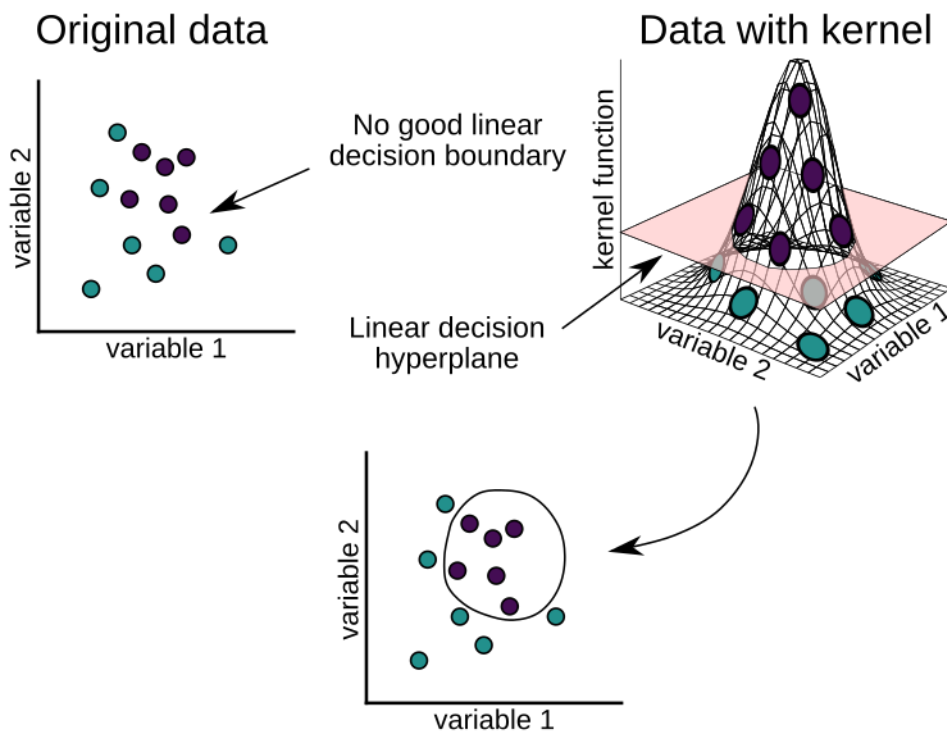 Original data
Data with kernel
variable 2
variable 1
No good linear
decision boundary
kernel function
variable 2
variable 1
Linear decision
hyperplane
variable 2
variable 1